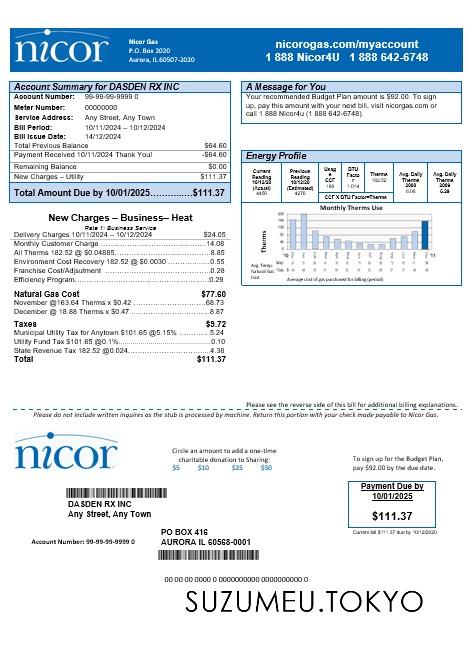 nicor
Nicor Gas
P.O. Box 2020
Aurora, IL 60507-2020
nicorogas.com/myaccount
1 888 Nicor4U 1 888 642-6748
Account Summary for DASDEN RX INC
Account Number: 99-99-99-9999 0
Meter Number: 00000000
Service Address: Any Street, Any Town
Bill Period: 10/11/2024 – 10/12/2024
Bill Issue Date: 14/12/2024
Total Previous Balance $64.60
Payment Received 10/11/2024 Thank You! -$64.60
Remaining Balance $0.00
New Charges – Utility $111.37
Total Amount Due by 10/01/2025..............$111.37
A Message for You
Your recommended Budget Plan amount is $92.00. To sign
up, pay this amount with your next bill, visit nicorgas.com or
call 1 888 Nicor4u (1 888 642-6748).
Energy Profile
Current Reading 10/12/20 (Actual) 4456
Previous Reading 10/12/20 (Estimated) 4276
Usage CCF 180
BTU Factor 1.014
Therms 182.52
Avg. Daily Therms 2008 6.06
Avg. Daily Therms 2009 6.29
CCF X BTU Factor=Therms
Monthly Therms Use
Therms
Avg. Temp.
Natural Gas
Cost
Average cost of gas purchased for billing (period)
New Charges – Business– Heat
Rate 1: Business Service
Delivery Charges 10/11/2024 – 10/12/2024 $24.05
Monthly Customer Charge ........................14.08
All Therms 182.52 @ 0.04885....................8.85
Environment Cost Recovery 182.52 @ $0.0030 .....0.55
Franchise Cost/Adjustment .....................0.28
Efficiency Program.............................0.29
Natural Gas Cost $77.60
November @163.64 Therms x $0.42 ...............68.73
December @ 18.88 Therms x $0.47 ...............8.87
Taxes $9.72
Municipal Utility Tax for Anytown $101.65 @5.15% .......5.24
Utility Fund Tax $101.65 @0.1%.................0.10
State Revenue Tax 182.52 @0.024................4.38
Total $111.37
Please see the reverse side of this bill for additional billing explanations.
Please do not include written inquires as the stub is processed by machine. Return this portion with your check made payable to Nicor Gas.
nicor
Circle an amount to add a one-time
charitable donation to Sharing:
$5 $10 $25 $50
To sign up for the Budget Plan,
pay $92.00 by the due date.
DASDEN RX INC
Any Street, Any Town
Payment Due by
10/01/2025
$111.37
Current bill $111.37 due by 10/12/2020
PO BOX 416
AURORA IL 60568-0001
Account Number: 99-99-99-9999 0
00 00 00 0000 0 0000000000 0000000000 0
SUZUMEU.TOKYO